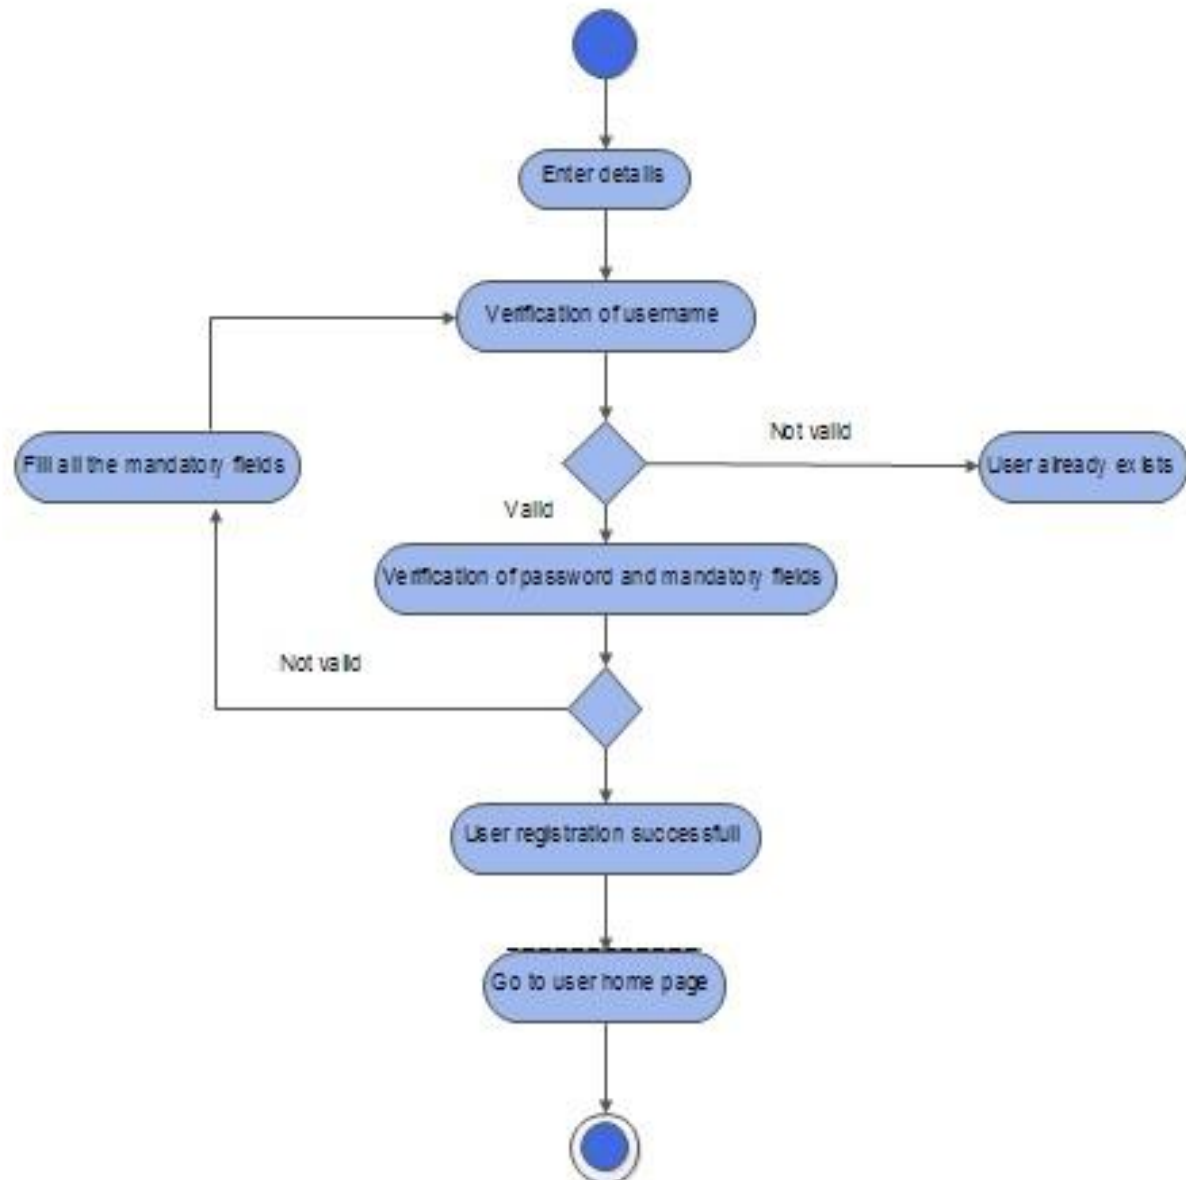 Enter details
Verification of username
Not valid
Fill all the mandatory fields
User already exists
Valid
Verification of password and mandatory fields
Not valid
User registration successfull
Go to user home page